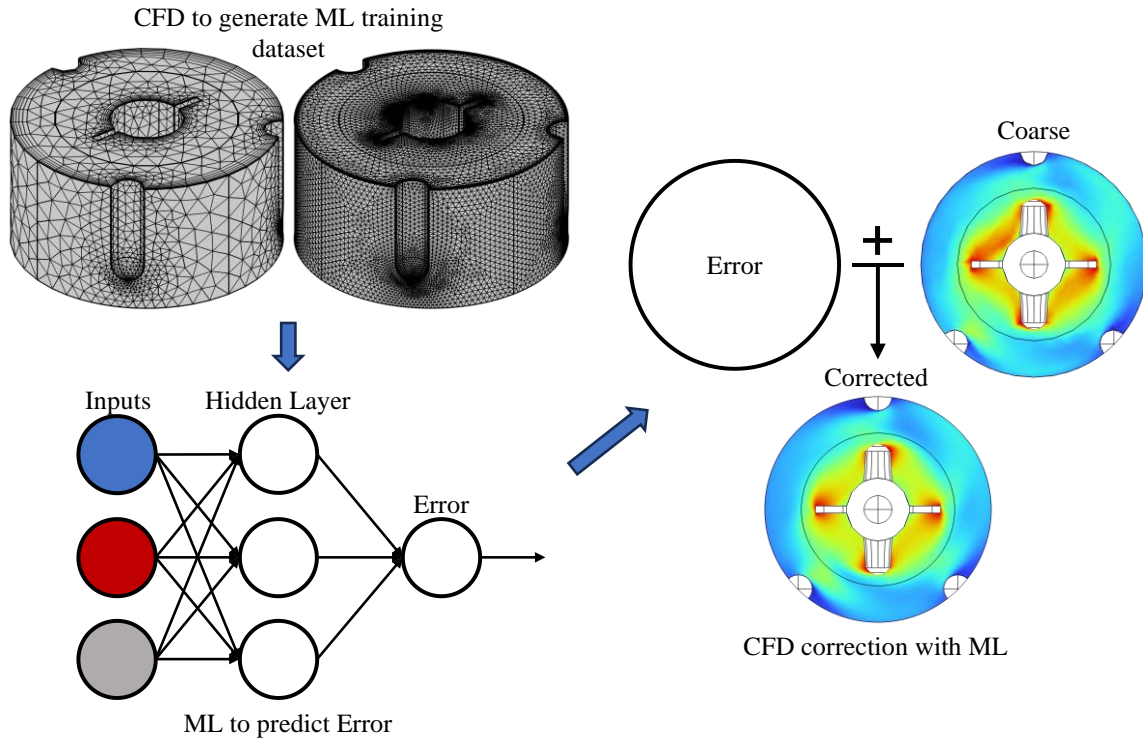 CFD to generate ML training
dataset
Inputs
Hidden Layer
Error
ML to predict Error
Error
Coarse
Corrected
CFD correction with ML